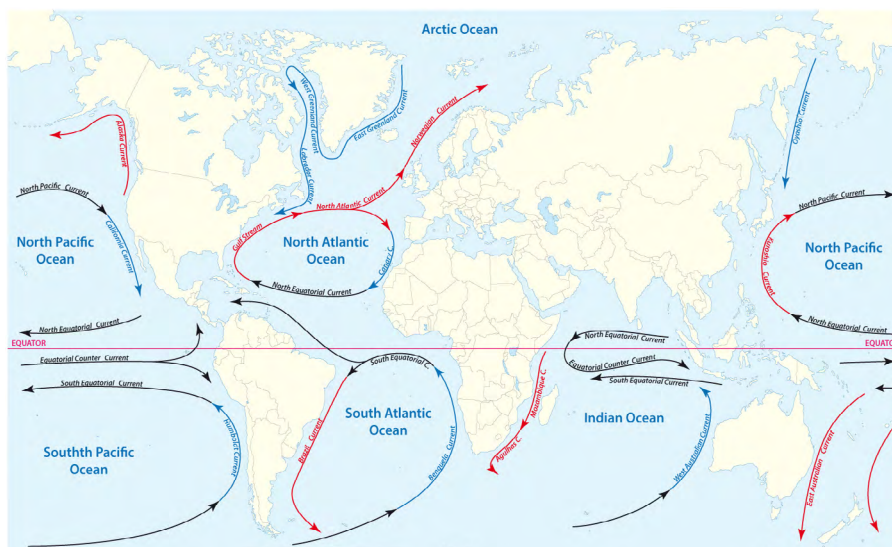 Arctic Ocean
West Greenland Current
East Greenland Current
Norwegian Current
Oyashio Current
Alaska Current
Labrador Current
North Pacific Current
North Atlantic Current
North Pacific Current
California Current
Gulf Stream
Canari C.
Kuroshio Current
North Pacific
Ocean
North Atlantic
Ocean
North Pacific
Ocean
North Equatorial Current
North Equatorial Current
North Equatorial
North Equatorial Current
EQUATOR
EQUATO
Equatorial Counter Current
South Equatorial C.
Equatorial Counter Current
South Equatorial Current
South Equatorial Current
Mozambique C.
Humbolct Current
South Atlantic
Ocean
Indian Ocean
Brazil Current
Benguela Current
Agulhas C.
West Australian Current
East Australian Current
Southth Pacific
Ocean